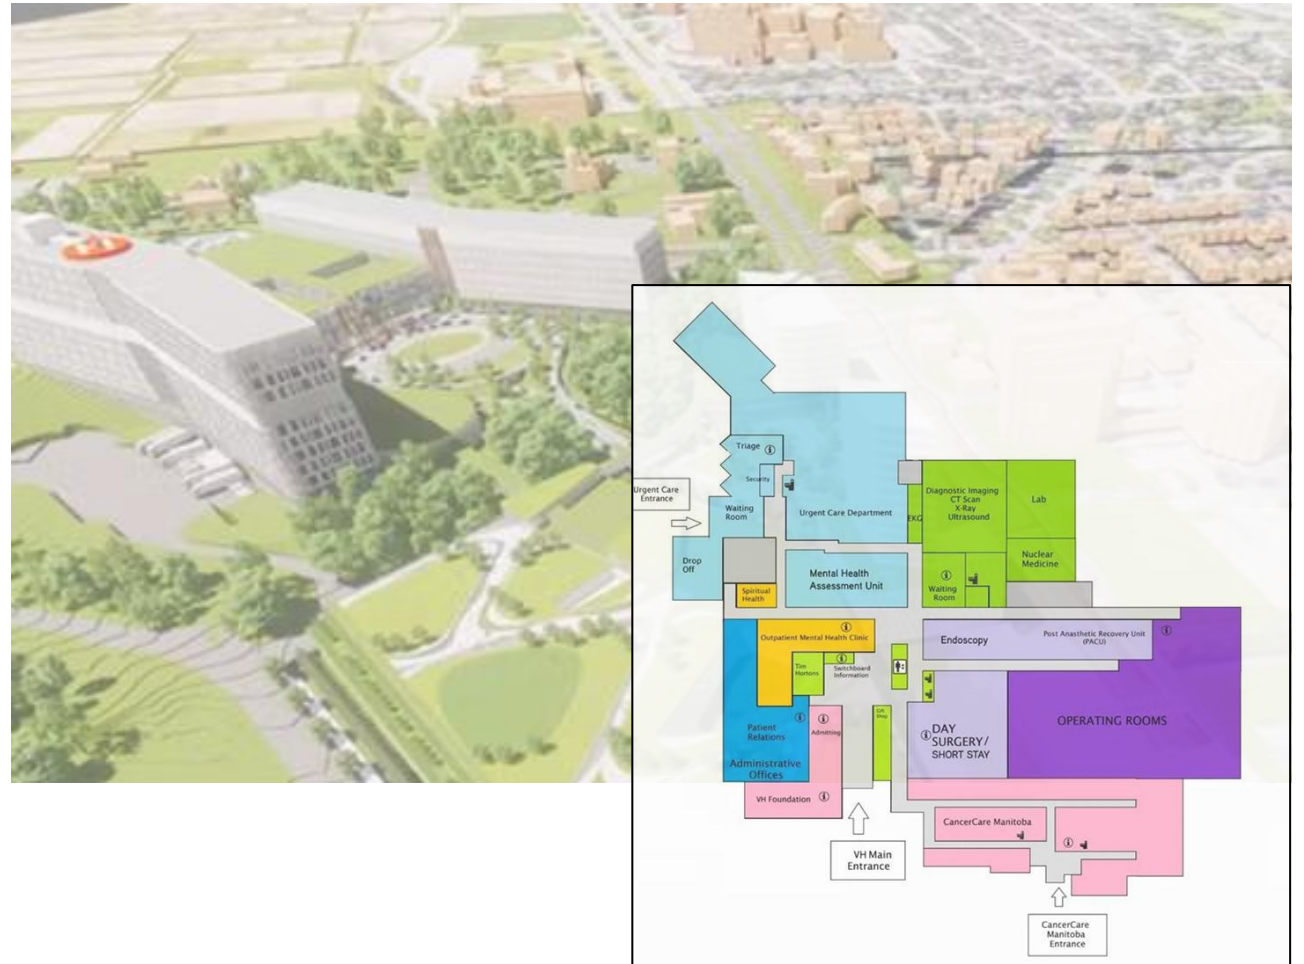 Triage
Security
Urgent Care
Entrance
Waiting
Room
Urgent Care Department
EKG
Diagnostic Imaging
CT Scan
X-Ray
Ultrasound
Lab
Drop
Off
Mental Health
Assessment Unit
Nuclear
Medicine
Waiting
Room
Spiritual
Health
Outpatient Mental Health Clinic
Endoscopy
Post Anasthetic Recovery Unit
(PACU)
Tim
Hortons
Switchboard
Information
Gift
Shop
Patient
Relations
Admitting
DAY
SURGERY/
SHORT STAY
OPERATING ROOMS
Administrative
Offices
VH Foundation
CancerCare Manitoba
VH Main
Entrance
CancerCare
Manitoba
Entrance